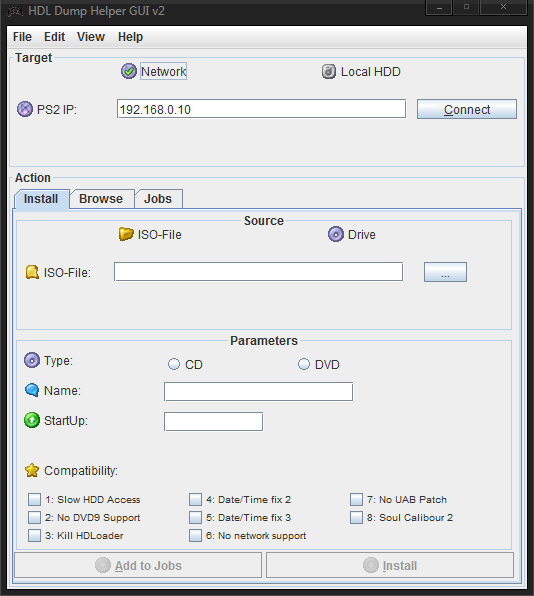 HDL Dump Helper GUI v2
File Edit View Help
Target
Network Local HDD
PS2 IP: 192.168.0.10 Connect
Action
Install Browse Jobs
Source
ISO-File Drive
ISO-File: ...
Parameters
Type: CD DVD
Name:
StartUp:
Compatibility:
1: Slow HDD Access 4: Date/Time fix 2 7: No UAB Patch
2: No DVD9 Support 5: Date/Time fix 3 8: Soul Calibour 2
3: Kill HDLoader 6: No network support
Add to Jobs Install